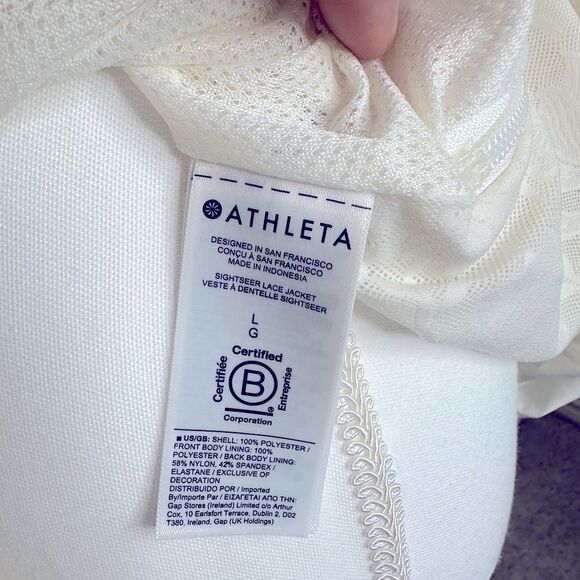 ATHLETA
DESIGNED IN SAN FRANCISCO
CONÇU À SAN FRANCISCO
MADE IN INDONESIA
SIGHTSEER LACE JACKET
VESTE À DENTELLE SIGHTSEER
L
G
Certified
Certifiée
B
®
Entreprise
Corporation
■ US/GB: SHELL: 100% POLYESTER /
FRONT BODY LINING: 100%
POLYESTER / BACK BODY LINING:
58% NYLON, 42% SPANDEX /
ELASTANE / EXCLUSIVE OF
DECORATION
DISTRIBUIDO POR / Imported
By/Importe Par / ΕΙΣΑΓΕΤΑΙ ΑΠΟ ΤΗΝ:
Gap Stores (Ireland) Limited c/o Arthur
Cox, 10 Earlsfort Terrace, Dublin 2, D02
T380, Ireland, Gap (UK Holdings)